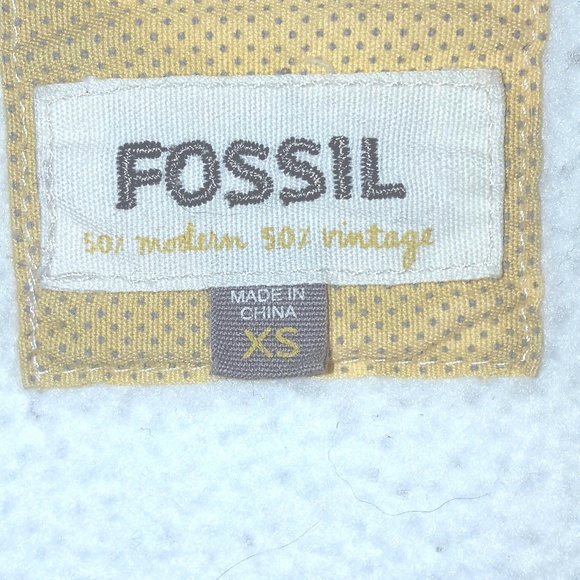 FOSSIL
50% modern 50% vintage
MADE IN
CHINA
XS